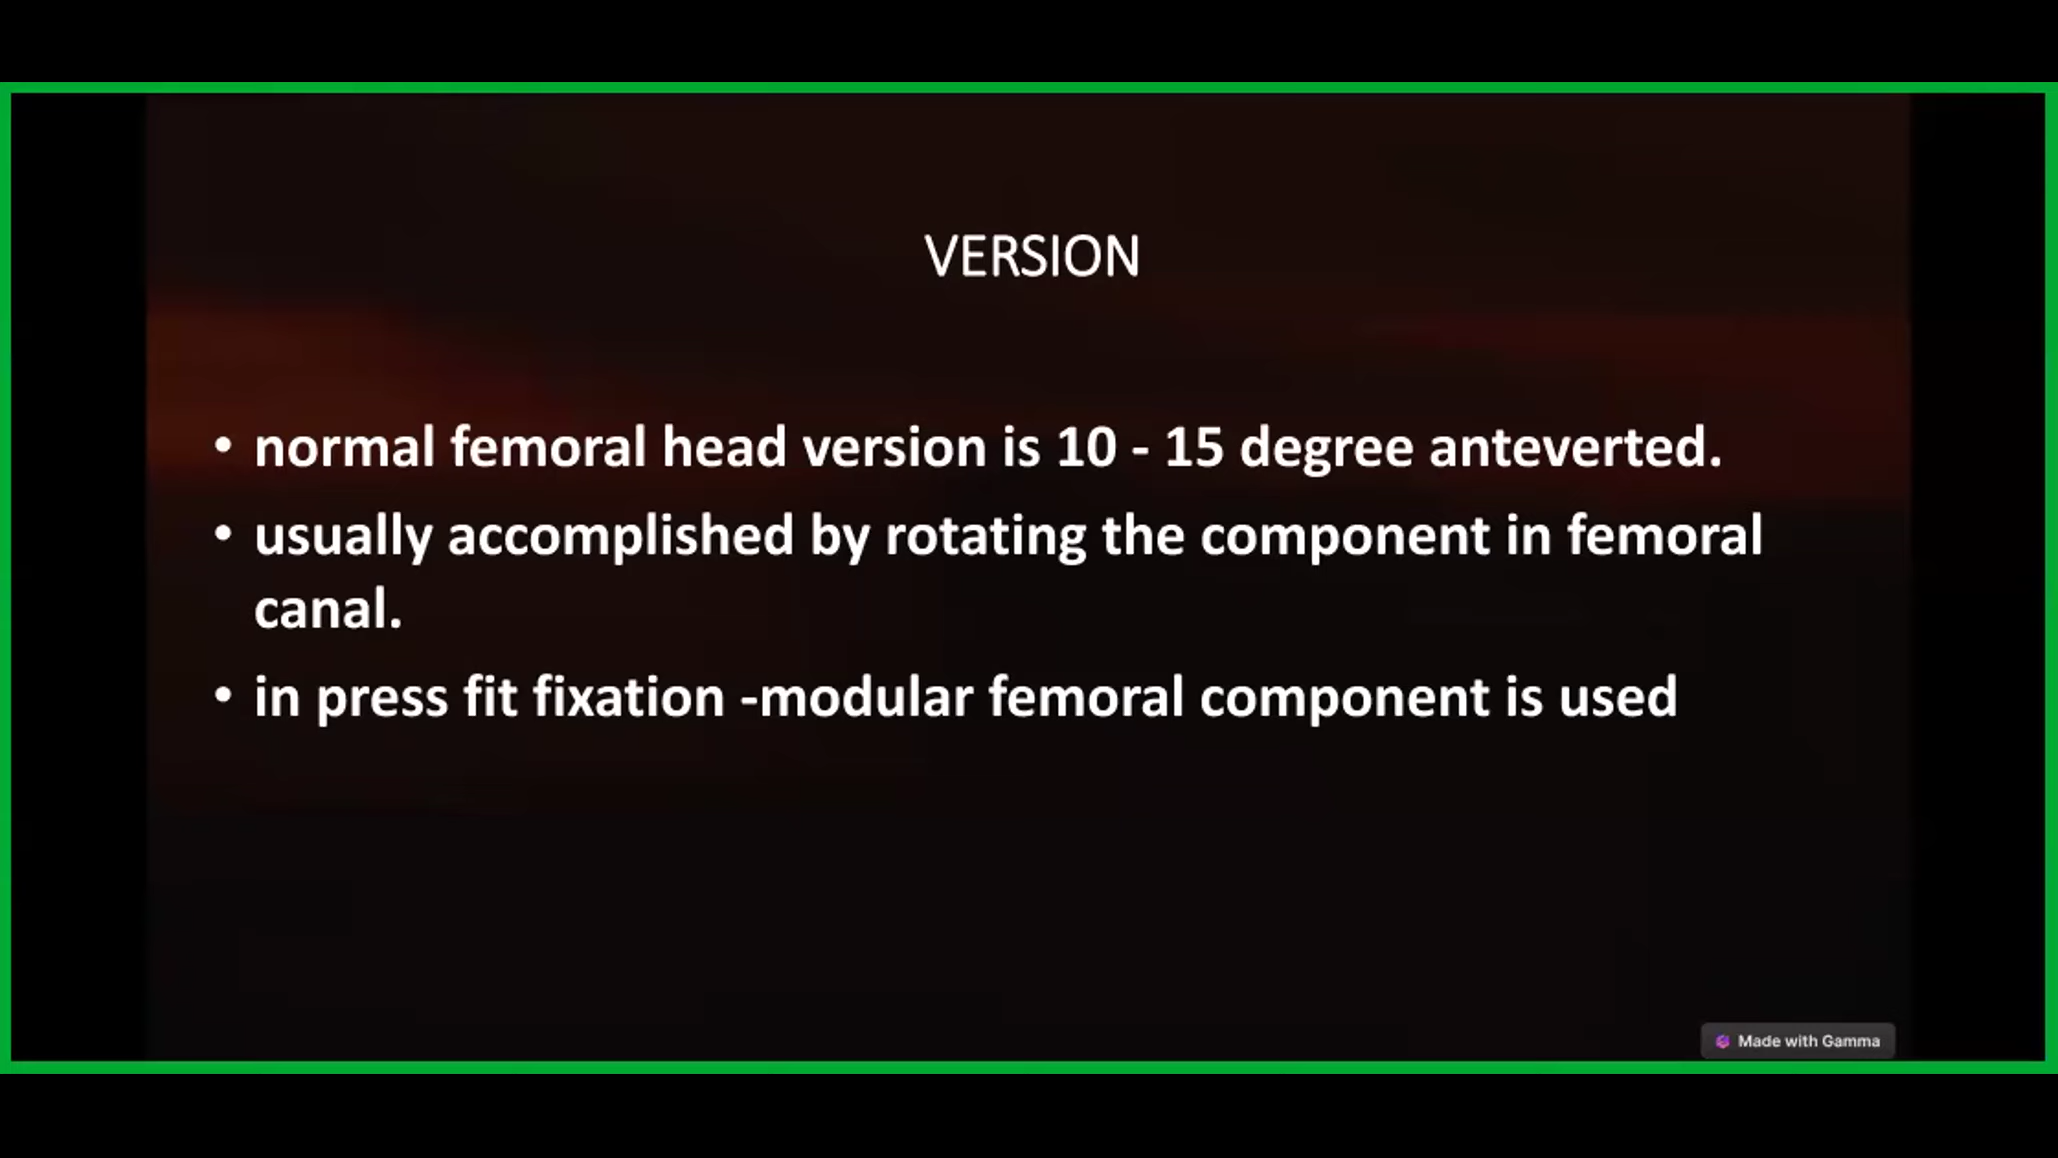 VERSION
• normal femoral head version is 10 - 15 degree anteverted.
• usually accomplished by rotating the component in femoral
canal.
• in press fit fixation -modular femoral component is used
Made with Gamma